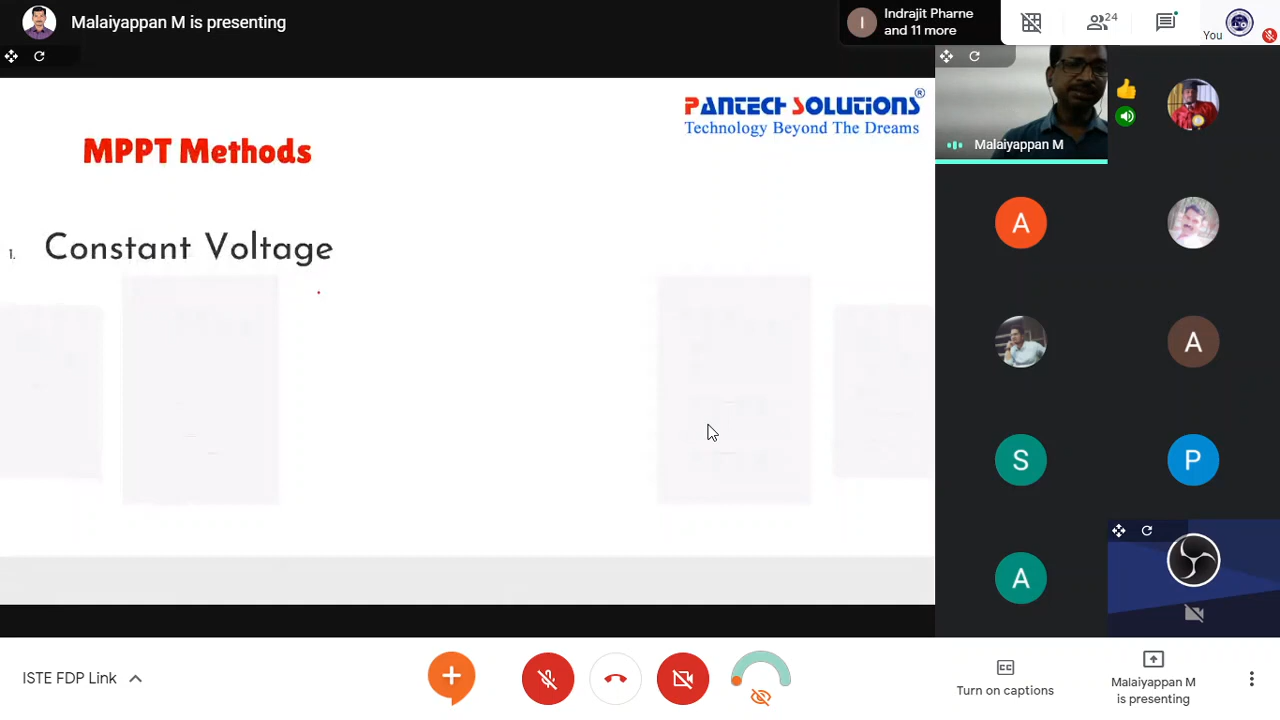 Malaiyappan M is presenting
Indrajit Pharne
and 11 more
I
24
You
PANTECH SOLUTIONS®
Technology Beyond The Dreams
MPPT Methods
1. Constant Voltage
Malaiyappan M
A
A
S
P
A
ISTE FDP Link
Turn on captions
Malaiyappan M
is presenting